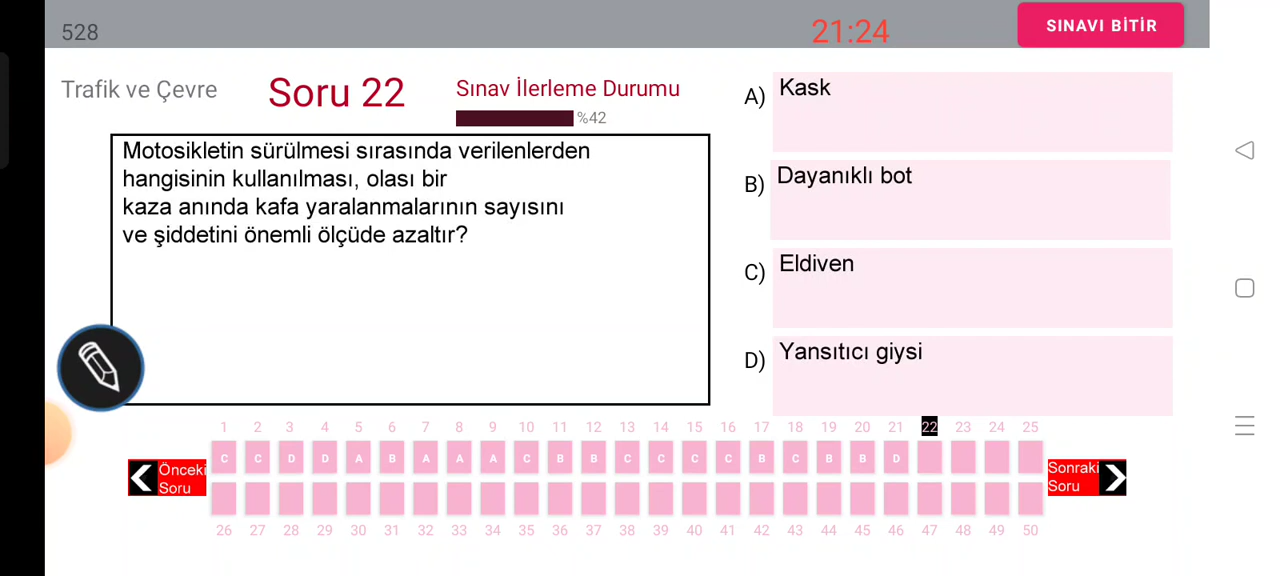 528
21:24
SINAVI BİTİR
Trafik ve Çevre
Soru 22
Sınav İlerleme Durumu
%42
Motosikletin sürülmesi sırasında verilenlerden
hangisinin kullanılması, olası bir
kaza anında kafa yaralanmalarının sayısını
ve şiddetini önemli ölçüde azaltır?
A) Kask
B) Dayanıklı bot
C) Eldiven
D) Yansıtıcı giysi
1 2 3 4 5 6 7 8 9 10 11 12 13 14 15 16 17 18 19 20 21 22 23 24 25
C C D D A B A A A C B B C C C C B C B B D
Önceki
Soru
Sonraki
Soru
26 27 28 29 30 31 32 33 34 35 36 37 38 39 40 41 42 43 44 45 46 47 48 49 50